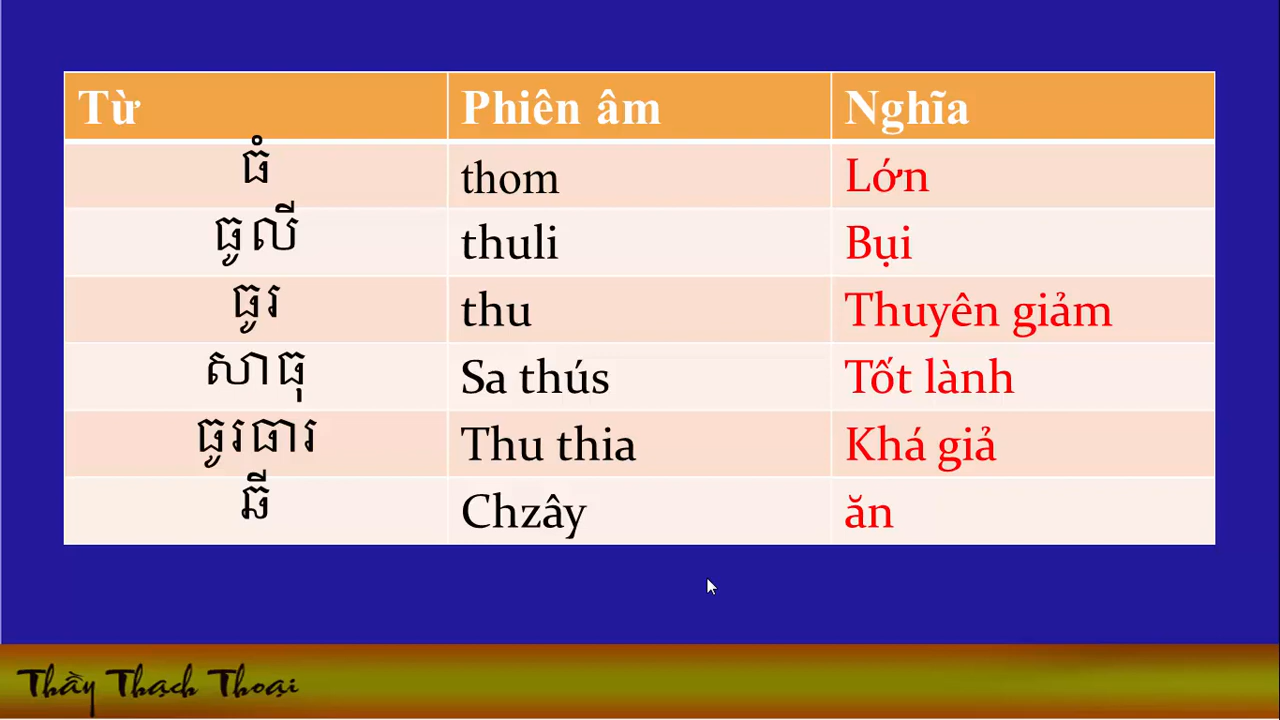 Từ Phiên âm Nghĩa
ធំ thom Lớn
ធូលី thuli Bụi
ធូរ thu Thuyên giảm
សាធុ Sa thús Tốt lành
ធូរធារ Thu thia Khá giả
ឆី Chzây ăn
Thầy Thạch Thoại